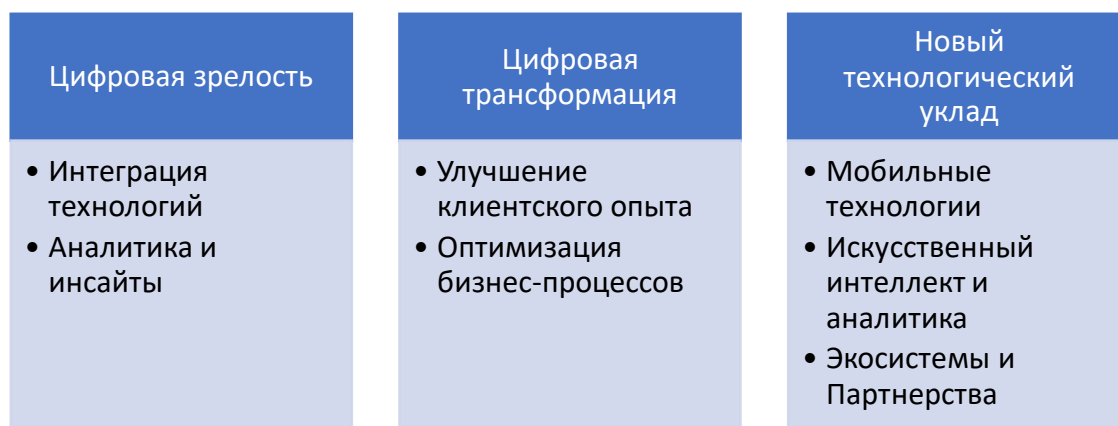 Цифровая зрелость
• Интеграция
технологий
• Аналитика и
инсайты
Цифровая
трансформация
• Улучшение
клиентского опыта
• Оптимизация
бизнес-процессов
Новый
технологический
уклад
• Мобильные
технологии
• Искусственный
интеллект и
аналитика
• Экосистемы и
Партнерства